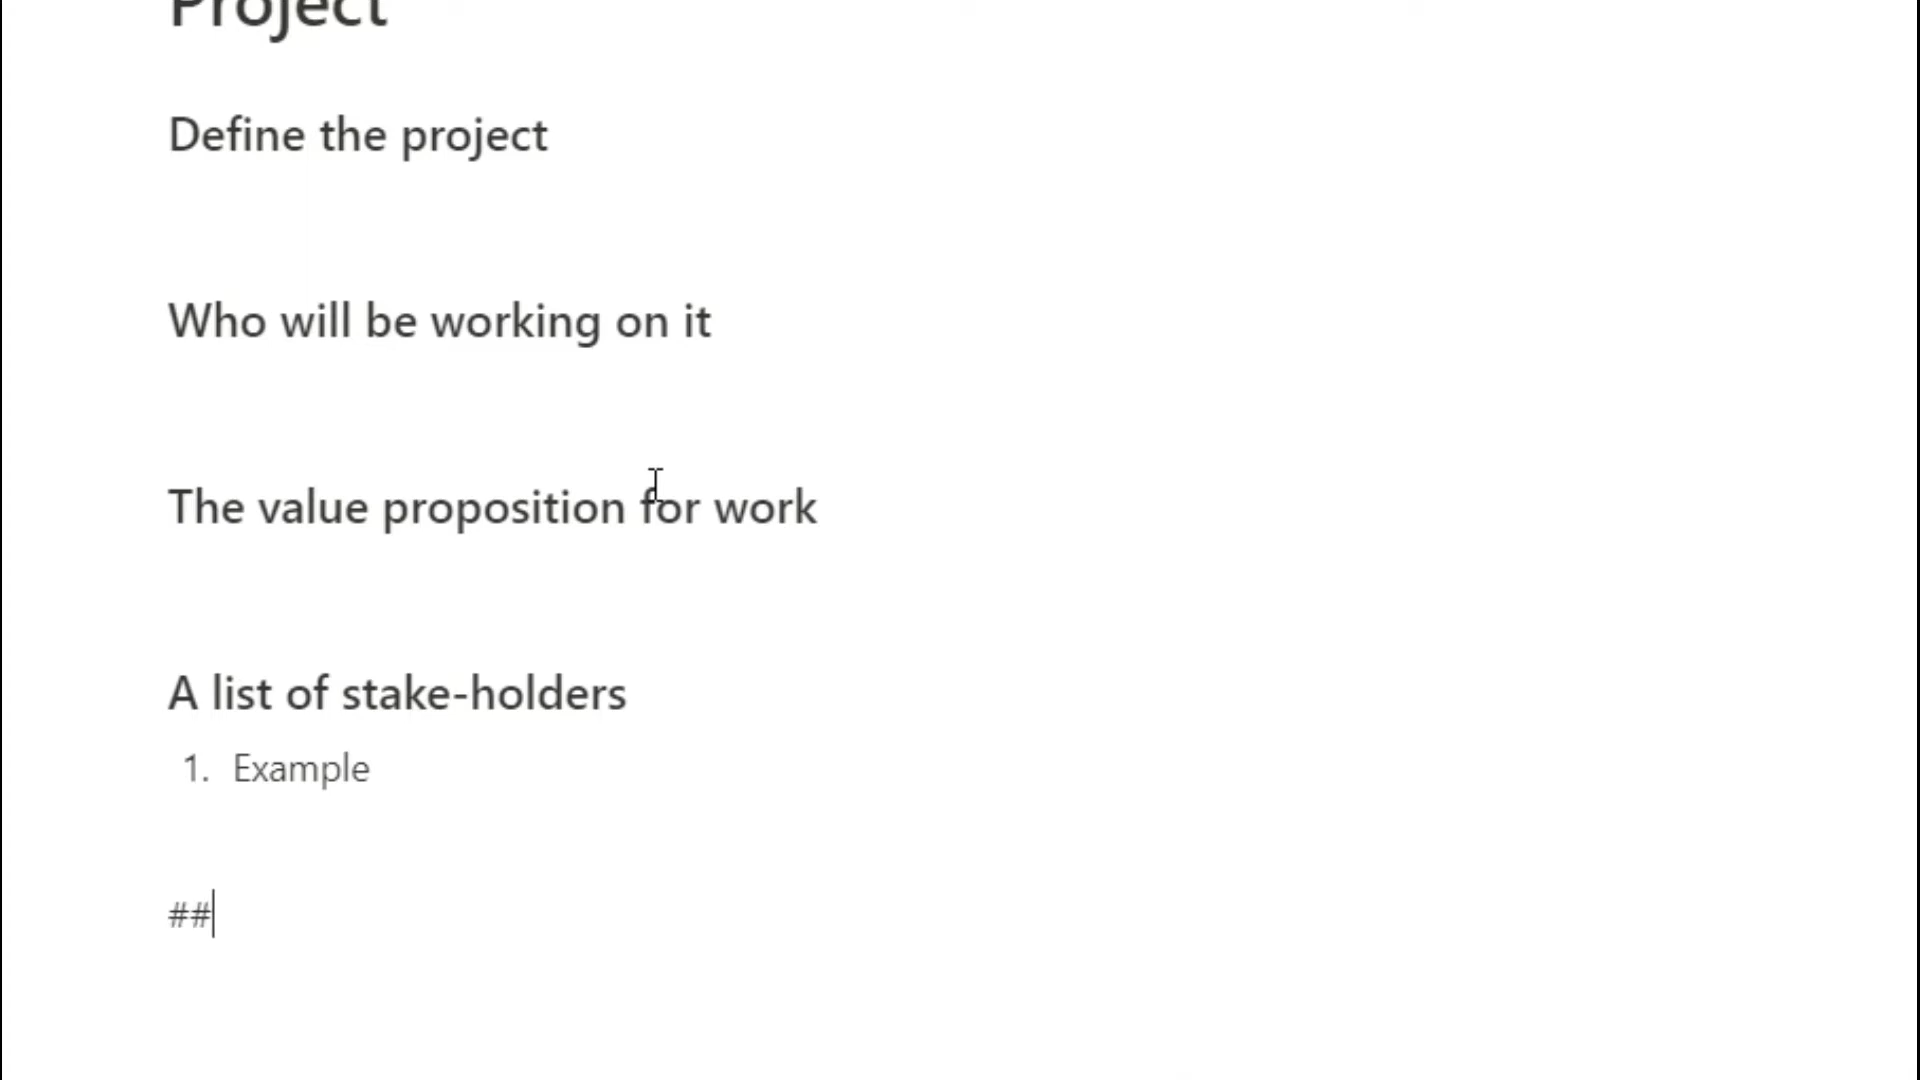 Project
Define the project
Who will be working on it
The value proposition for work
A list of stake-holders
1. Example
##